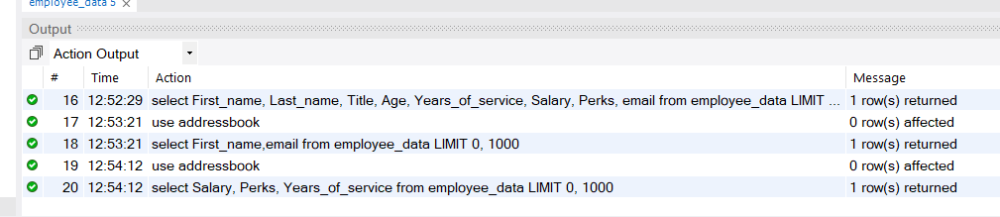 employee_data 5
Output
Action Output
# Time Action Message
16 12:52:29 select First_name, Last_name, Title, Age, Years_of_service, Salary, Perks, email from employee_data LIMIT ... 1 row(s) returned
17 12:53:21 use addressbook 0 row(s) affected
18 12:53:21 select First_name,email from employee_data LIMIT 0, 1000 1 row(s) returned
19 12:54:12 use addressbook 0 row(s) affected
20 12:54:12 select Salary, Perks, Years_of_service from employee_data LIMIT 0, 1000 1 row(s) returned